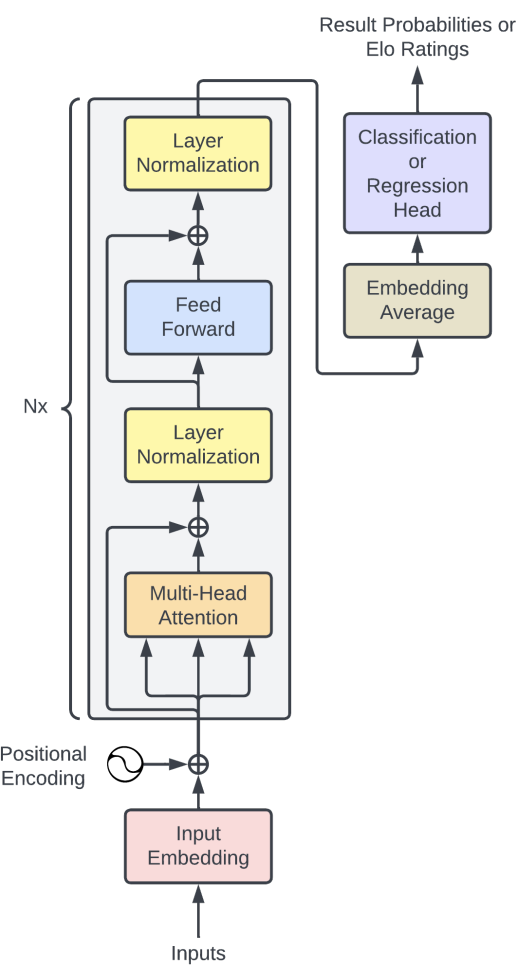 Result Probabilities or
Elo Ratings
Classification
or
Regression
Head
Embedding
Average
Layer
Normalization
Feed
Forward
Nx
Layer
Normalization
Multi-Head
Attention
Positional
Encoding
Input
Embedding
Inputs